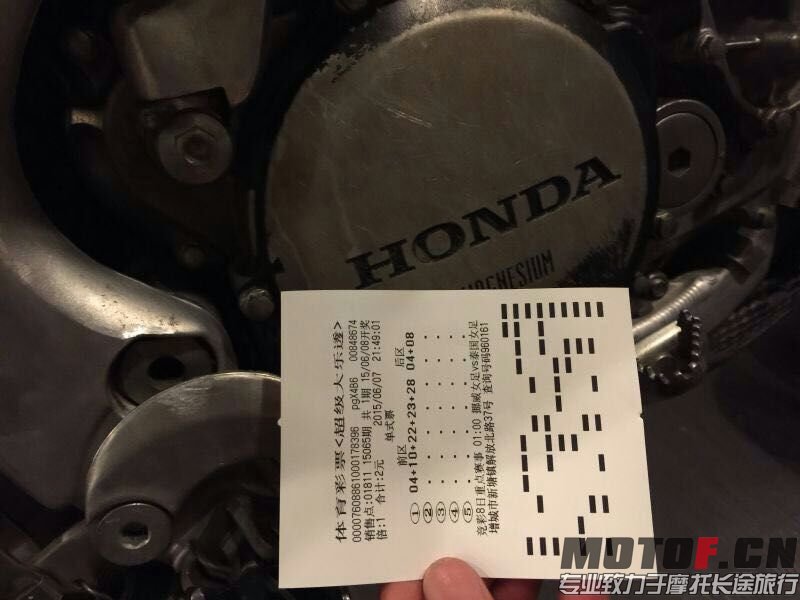 HONDA
MAGNESIUM
体育彩票<超级大乐透>
00007608861000178396 pgX4B6 00848674
销售点:01811 15065期 共 1期 15/06/08开奖
倍:1 合计:2元 2015/06/07 21:49:01
单式票
前区 后区
① 04+10+22+23+28 04+08
②
③
④
⑤
竞彩8日重点赛事 01:00 挪威女足vs泰国女足
增城市新塘镇解放北路37号 查询号码960161
MOTOF.CN
专业致力于摩托长途旅行